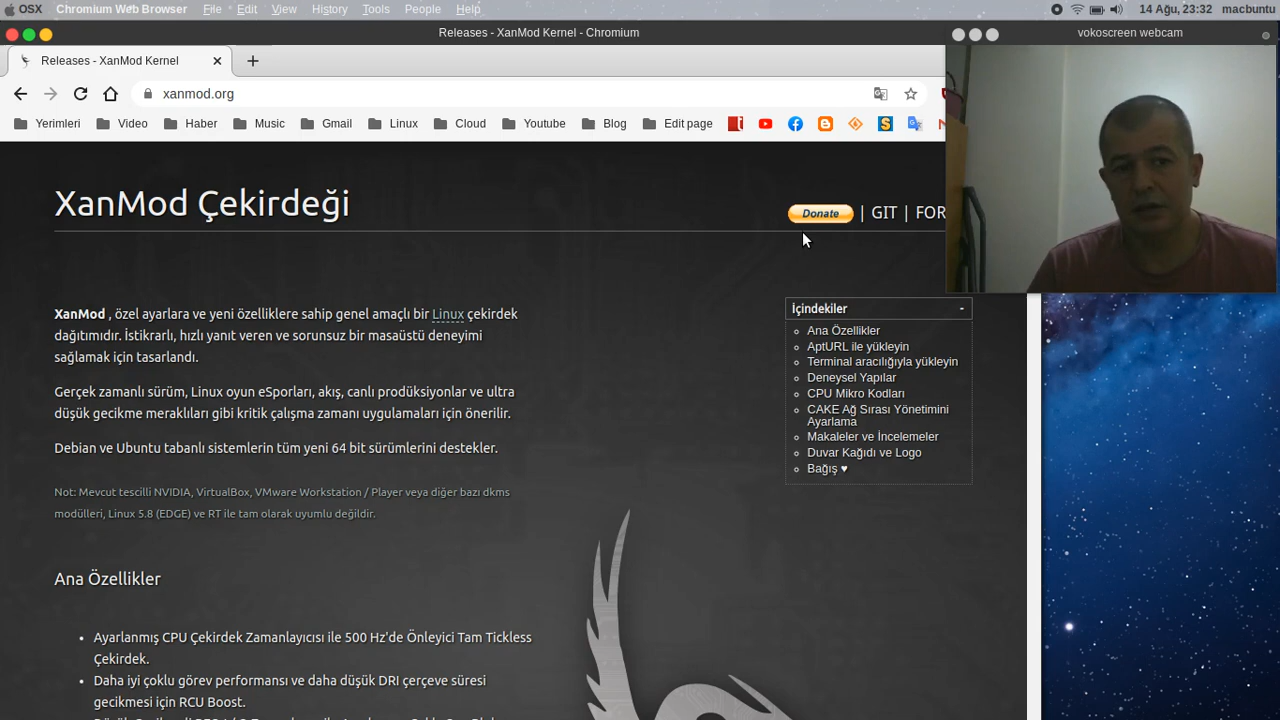 OSX Chromium Web Browser File Edit View History Tools People Help 14 Ağu, 23:32 macbuntu
Releases - XanMod Kernel - Chromium
vokoscreen webcam
Releases - XanMod Kernel
xanmod.org
Yerimleri Video Haber Music Gmail Linux Cloud Youtube Blog Edit page
XanMod Çekirdeği
Donate | GIT | FOR
XanMod , özel ayarlara ve yeni özelliklere sahip genel amaçlı bir Linux çekirdek
dağıtımıdır. İstikrarlı, hızlı yanıt veren ve sorunsuz bir masaüstü deneyimi
sağlamak için tasarlandı.
Gerçek zamanlı sürüm, Linux oyun eSporları, akış, canlı prodüksiyonlar ve ultra
düşük gecikme meraklıları gibi kritik çalışma zamanı uygulamaları için önerilir.
Debian ve Ubuntu tabanlı sistemlerin tüm yeni 64 bit sürümlerini destekler.
Not: Mevcut tescilli NVIDIA, VirtualBox, VMware Workstation / Player veya diğer bazı dkms
modülleri, Linux 5.8 (EDGE) ve RT ile tam olarak uyumlu değildir.
İçindekiler -
Ana Özellikler
AptURL ile yükleyin
Terminal aracılığıyla yükleyin
Deneysel Yapılar
CPU Mikro Kodları
CAKE Ağ Sırası Yönetimini
Ayarlama
Makaleler ve İncelemeler
Duvar Kağıdı ve Logo
Bağış ♥
Ana Özellikler
• Ayarlanmış CPU Çekirdek Zamanlayıcısı ile 500 Hz'de Önleyici Tam Tickless
Çekirdek.
• Daha iyi çoklu görev performansı ve daha düşük DRI çerçeve süresi
gecikmesi için RCU Boost.